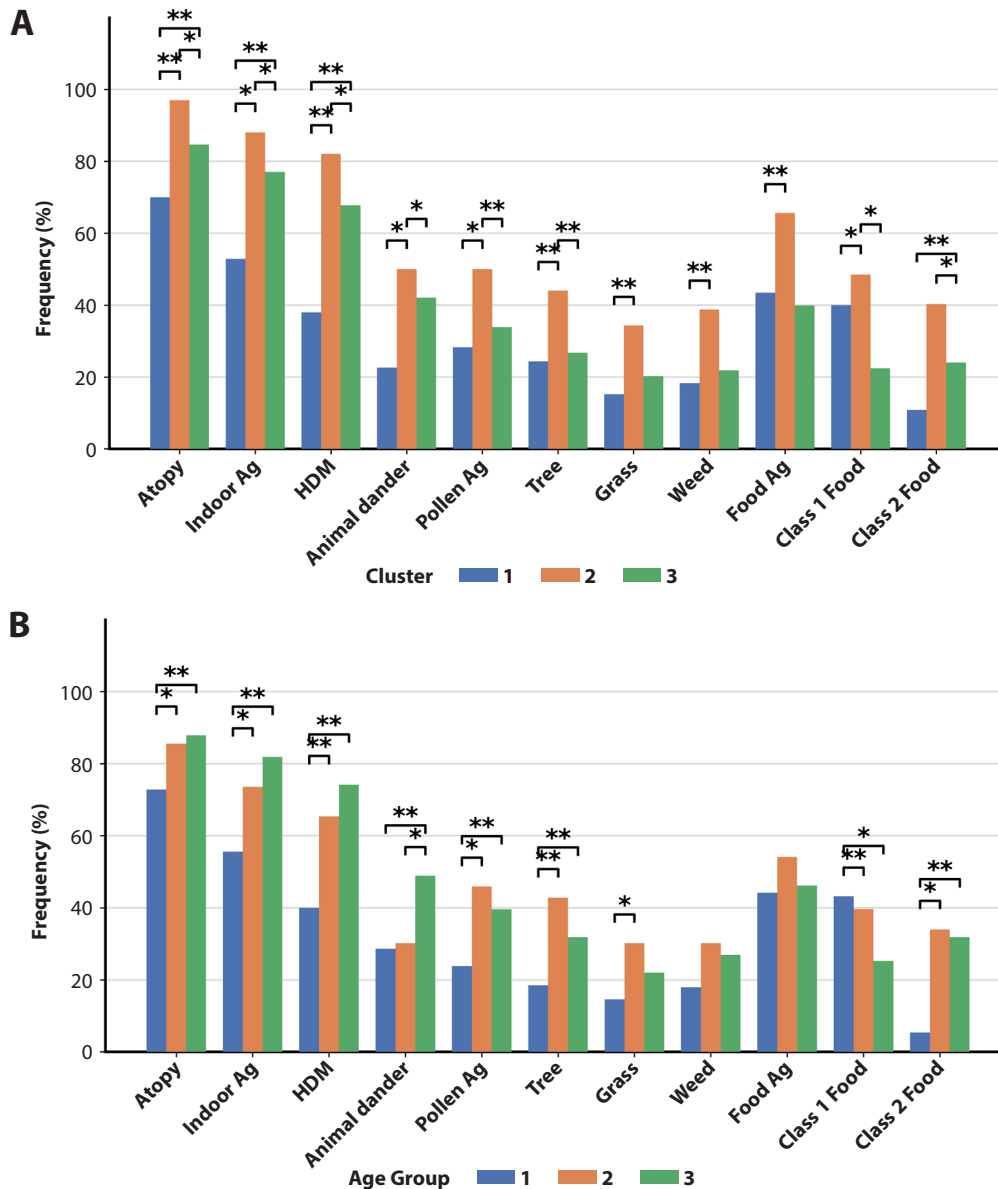 A
**
** *
**
* *
**
** *
* *
* **
** **
**
**
**
* *
**
*
Frequency (%)
100
80
60
40
20
0
Atopy
Indoor Ag
HDM
Animal dander
Pollen Ag
Tree
Grass
Weed
Food Ag
Class 1 Food
Class 2 Food
Cluster 1 2 3
B
**
*
**
*
**
**
**
*
**
*
**
**
*
*
**
**
*
Frequency (%)
100
80
60
40
20
0
Atopy
Indoor Ag
HDM
Animal dander
Pollen Ag
Tree
Grass
Weed
Food Ag
Class 1 Food
Class 2 Food
Age Group 1 2 3